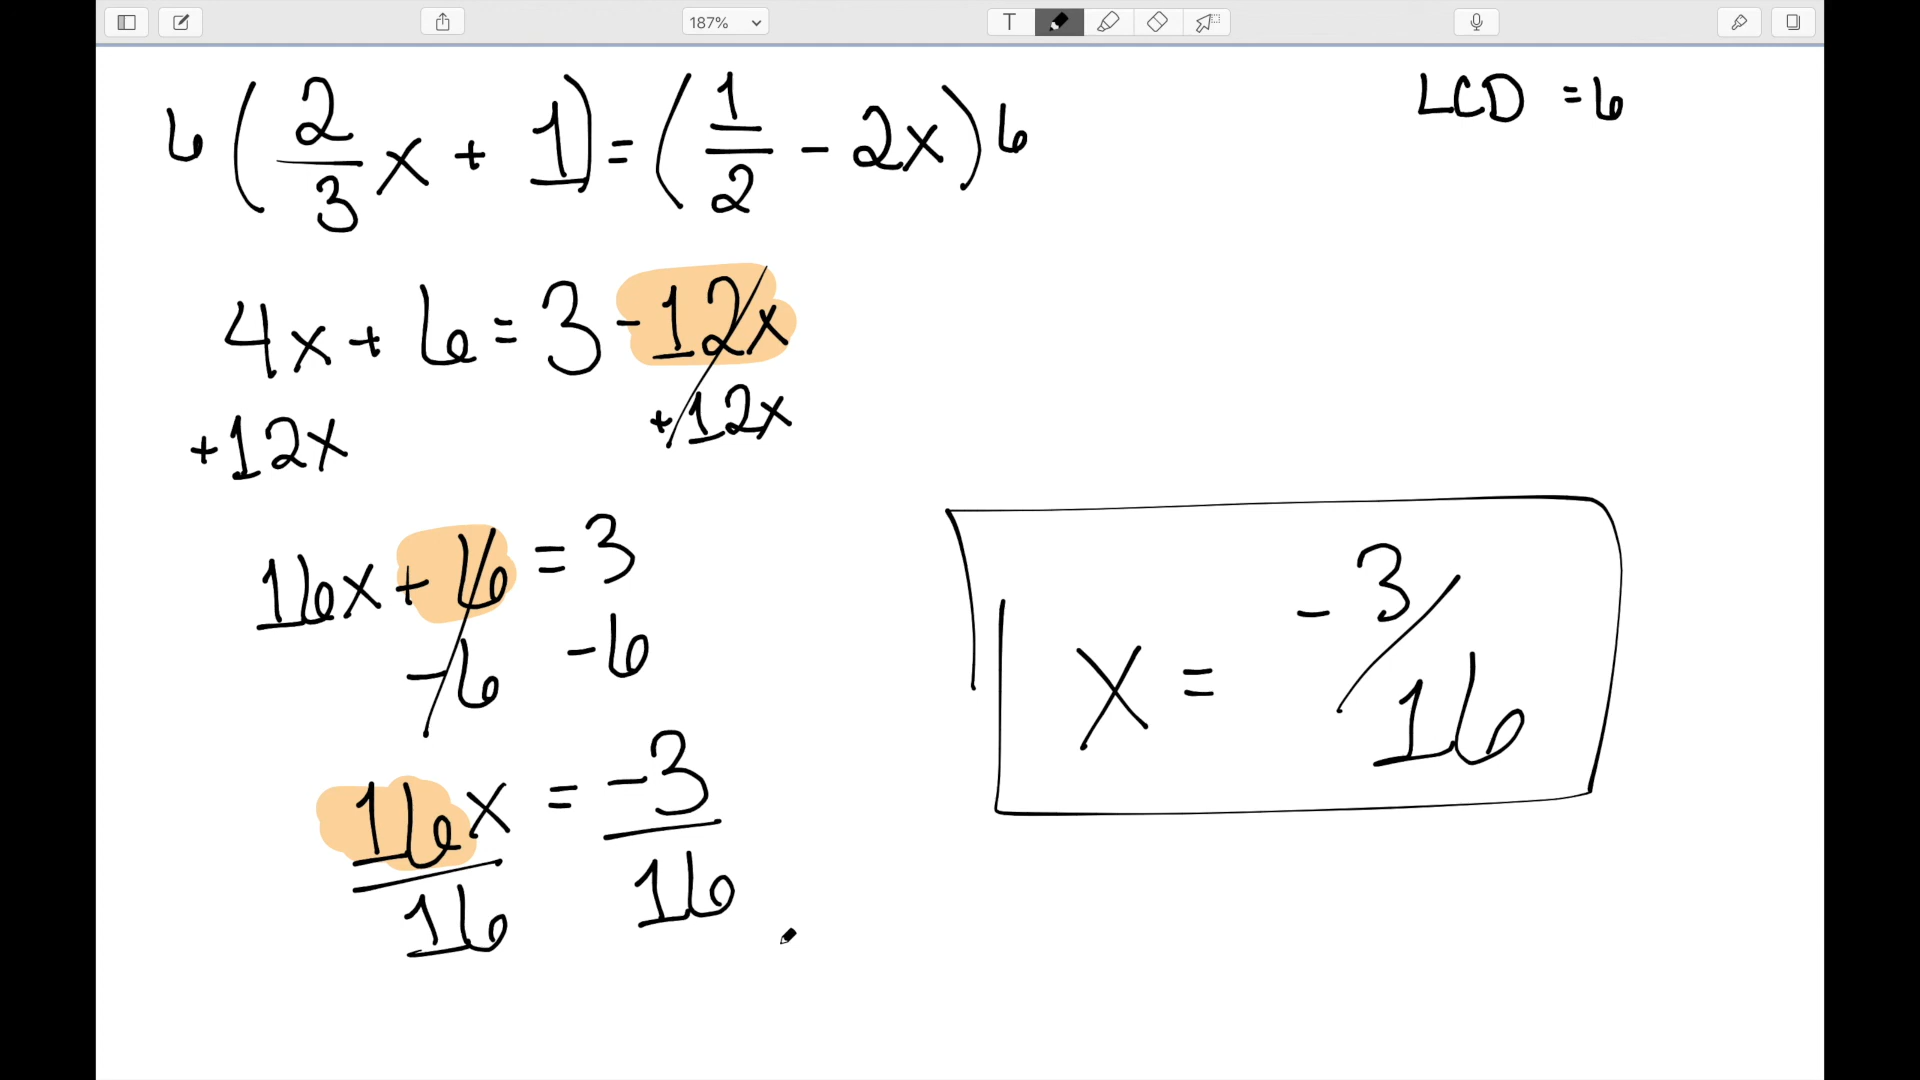 187%
T
LCD = 6
6(2/3 x + 1) = (1/2 - 2x)6
4x + 6 = 3 - 12x
+12x +12x
16x + 6 = 3
-6 -6
16x/16 = -3/16
x = -3/16